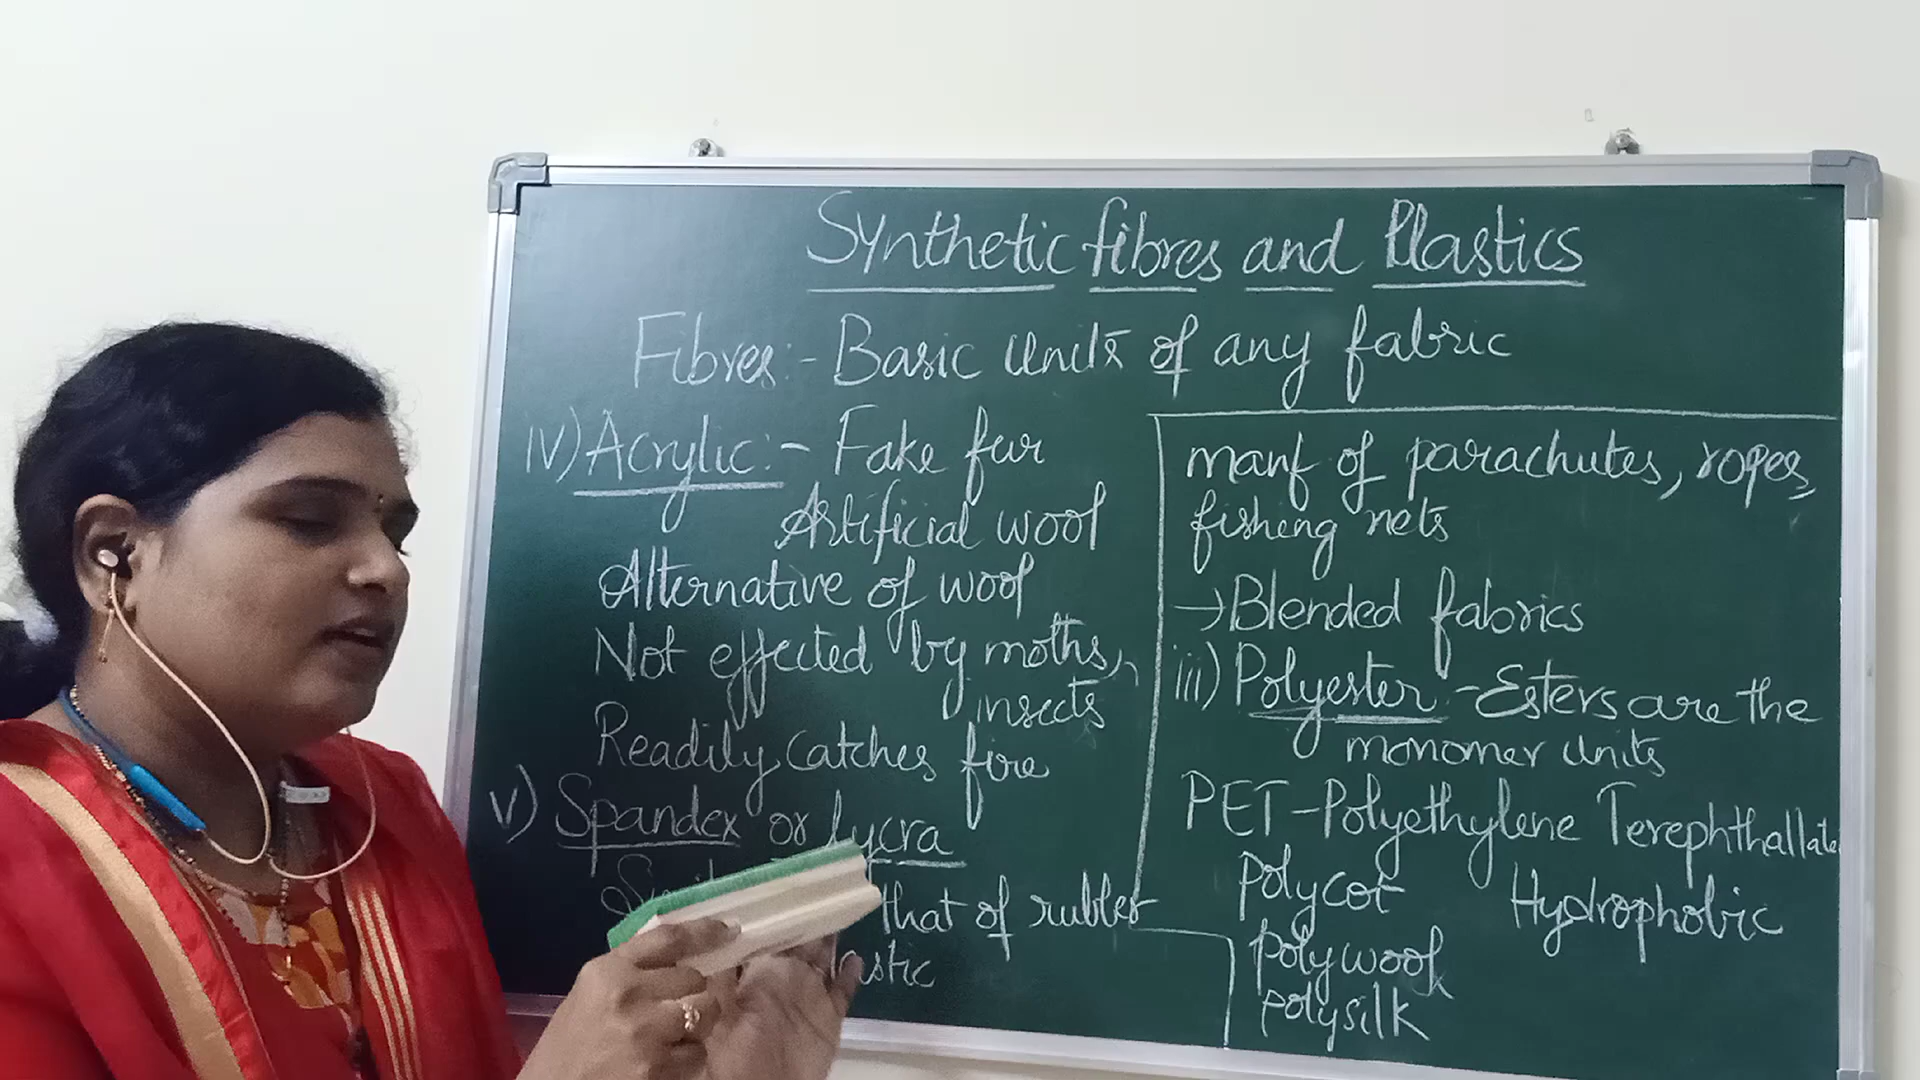 Synthetic fibres and Plastics
Fibres:- Basic units of any fabric
iv) Acrylic:- Fake fur
Artificial wool
Alternative of wool
Not effected by moths,
insects
Readily catches fire
v) Spandex or lycra
that of rubber
manf of parachutes, ropes,
fishing nets
→ Blended fabrics
iii) Polyester - Esters are the
monomer units
PET - Polyethylene Terephthallate
polycot Hydrophobic
polywool
polysilk